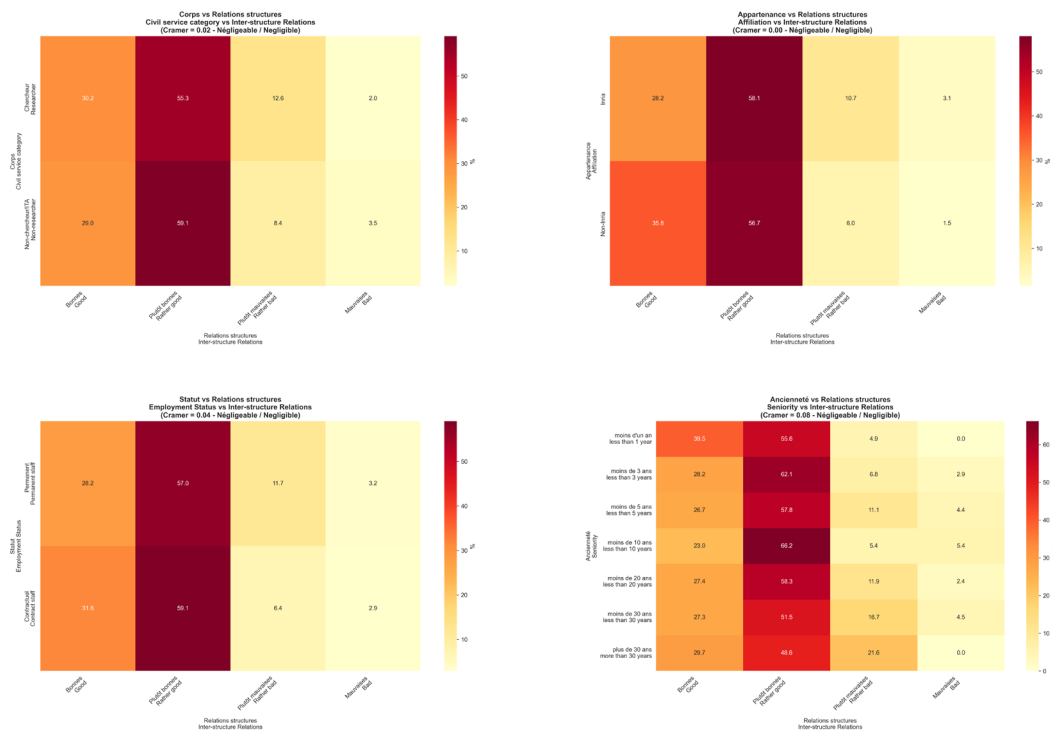 Corps vs Relations structures
Civil service category vs Inter-structure Relations
(Cramer = 0.02 - Négligeable / Negligible)
Chercheur
Researcher
30.2
55.3
12.6
2.0
Non-chercheur/ITA
Non-researcher
29.0
59.1
8.4
3.5
Corps
Civil service category
Bonnes
Good
Plutôt bonnes
Rather good
Plutôt mauvaises
Rather bad
Mauvaises
Bad
Relations structures
Inter-structure Relations
50
40
30
20
10
%
Appartenance vs Relations structures
Affiliation vs Inter-structure Relations
(Cramer = 0.00 - Négligeable / Negligible)
Inria
28.2
58.1
10.7
3.1
Non-Inria
35.8
56.7
6.0
1.5
Appartenance
Affiliation
Bonnes
Good
Plutôt bonnes
Rather good
Plutôt mauvaises
Rather bad
Mauvaises
Bad
Relations structures
Inter-structure Relations
50
40
30
20
10
%
Statut vs Relations structures
Employment Status vs Inter-structure Relations
(Cramer = 0.04 - Négligeable / Negligible)
Permanent
Permanent staff
28.2
57.0
11.7
3.2
Contractuel
Contract staff
31.6
59.1
6.4
2.9
Statut
Employment Status
Bonnes
Good
Plutôt bonnes
Rather good
Plutôt mauvaises
Rather bad
Mauvaises
Bad
Relations structures
Inter-structure Relations
50
40
30
20
10
%
Ancienneté vs Relations structures
Seniority vs Inter-structure Relations
(Cramer = 0.08 - Négligeable / Negligible)
moins d'un an
less than 1 year
39.5
55.6
4.9
0.0
moins de 3 ans
less than 3 years
28.2
62.1
6.8
2.9
moins de 5 ans
less than 5 years
26.7
57.8
11.1
4.4
moins de 10 ans
less than 10 years
23.0
66.2
5.4
5.4
moins de 20 ans
less than 20 years
27.4
58.3
11.9
2.4
moins de 30 ans
less than 30 years
27.3
51.5
16.7
4.5
plus de 30 ans
more than 30 years
29.7
48.6
21.6
0.0
Ancienneté
Seniority
Bonnes
Good
Plutôt bonnes
Rather good
Plutôt mauvaises
Rather bad
Mauvaises
Bad
Relations structures
Inter-structure Relations
60
50
40
30
20
10
0
%